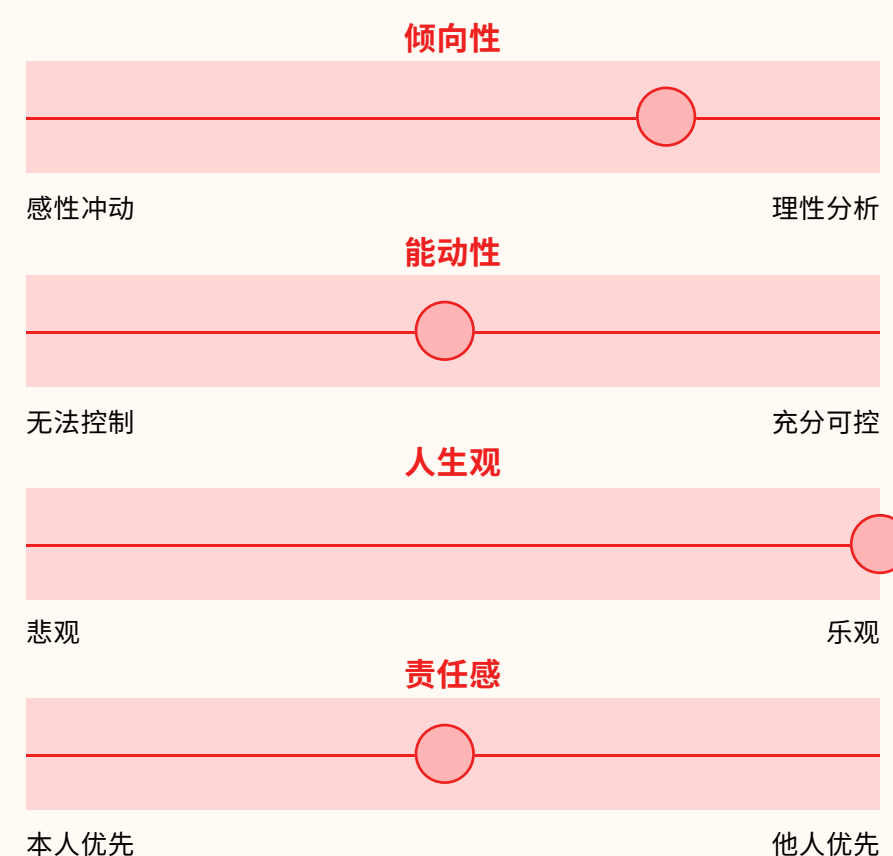 倾向性
感性冲动 理性分析
能动性
无法控制 充分可控
人生观
悲观 乐观
责任感
本人优先 他人优先